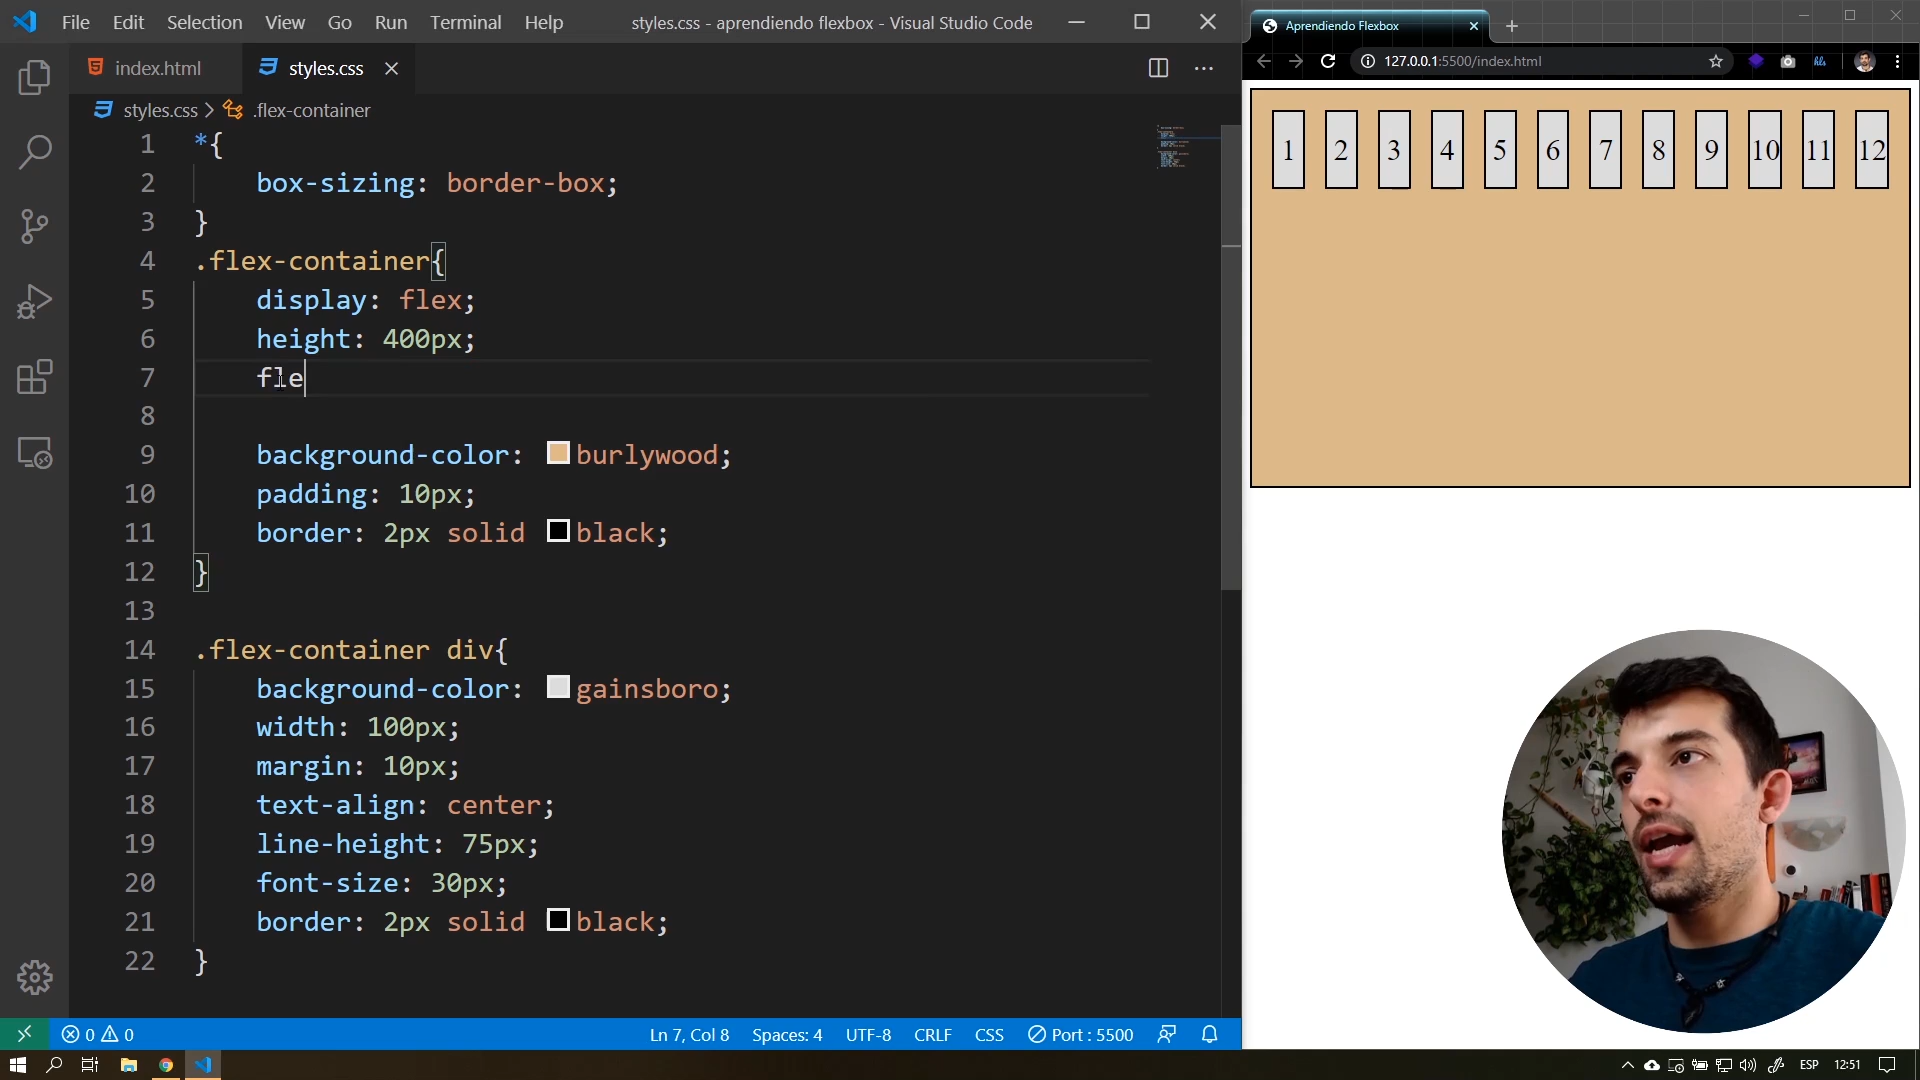 File Edit Selection View Go Run Terminal Help styles.css - aprendiendo flexbox - Visual Studio Code
index.html styles.css
styles.css > .flex-container
1 *{
2 box-sizing: border-box;
3 }
4 .flex-container{
5 display: flex;
6 height: 400px;
7 fle
8
9 background-color: burlywood;
10 padding: 10px;
11 border: 2px solid black;
12 }
13
14 .flex-container div{
15 background-color: gainsboro;
16 width: 100px;
17 margin: 10px;
18 text-align: center;
19 line-height: 75px;
20 font-size: 30px;
21 border: 2px solid black;
22 }
0 0 Ln 7, Col 8 Spaces: 4 UTF-8 CRLF CSS Port : 5500
Aprendiendo Flexbox
127.0.0.1:5500/index.html
1 2 3 4 5 6 7 8 9 10 11 12
ESP 12:51